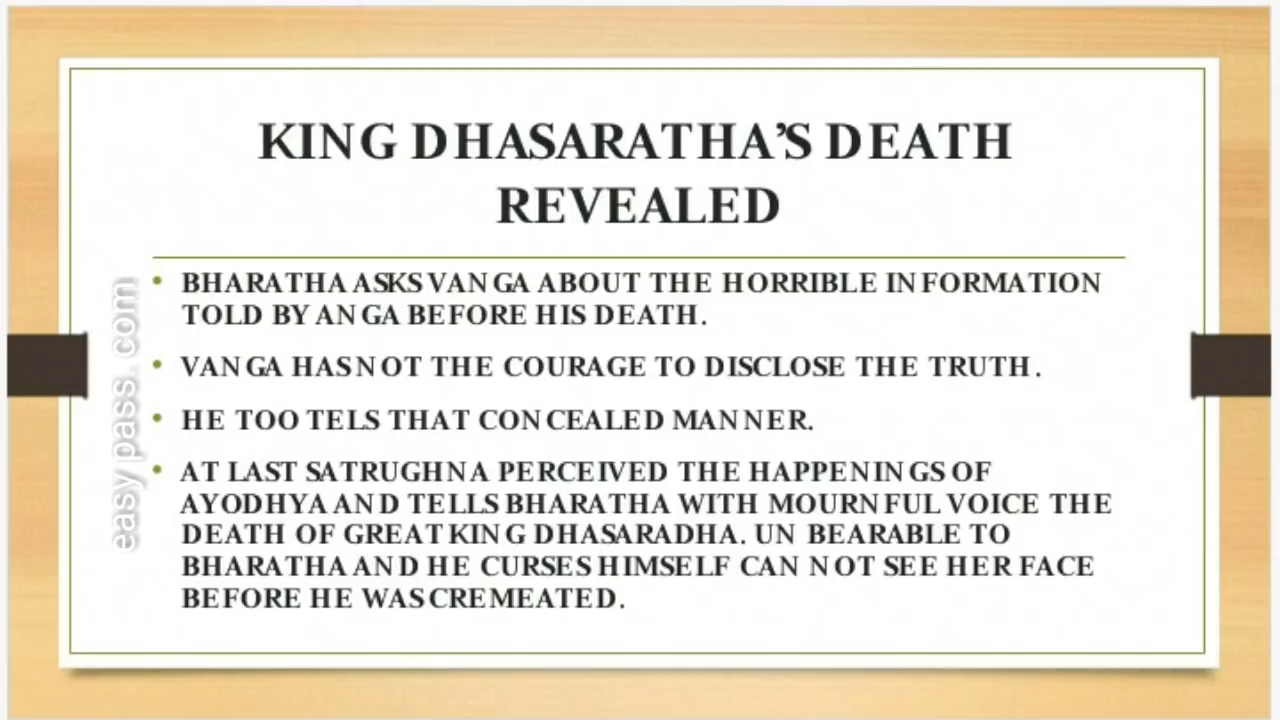 KING DHASARATHA'S DEATH
REVEALED
• BHARATHA ASKS VANGA ABOUT THE HORRIBLE INFORMATION
TOLD BY ANGA BEFORE HIS DEATH.
• VANGA HAS NOT THE COURAGE TO DISCLOSE THE TRUTH.
• HE TOO TELS THAT CONCEALED MANNER.
• AT LAST SATRUGHNA PERCEIVED THE HAPPENINGS OF
AYODHYA AND TELLS BHARATHA WITH MOURNFUL VOICE THE
DEATH OF GREAT KING DHASARADHA. UN BEARABLE TO
BHARATHA AND HE CURSES HIMSELF CAN NOT SEE HER FACE
BEFORE HE WAS CREMEATED.
easy pass. com